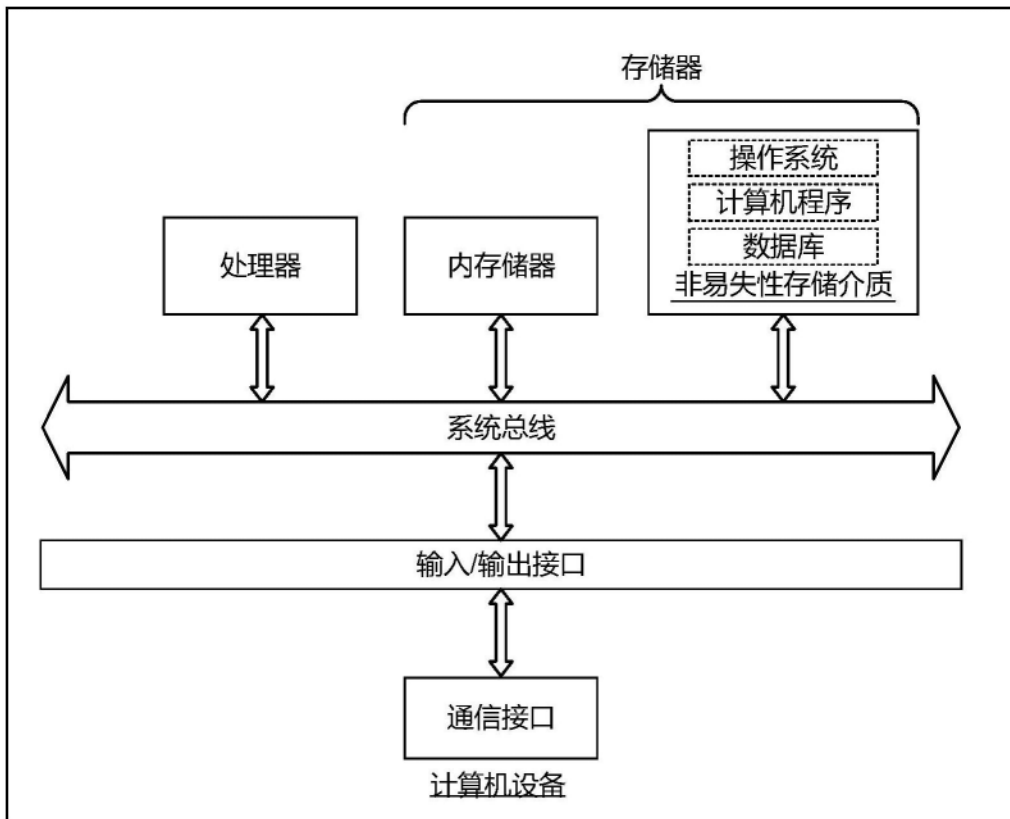 存储器
操作系统
计算机程序
数据库
非易失性存储介质
处理器
内存储器
系统总线
输入/输出接口
通信接口
计算机设备